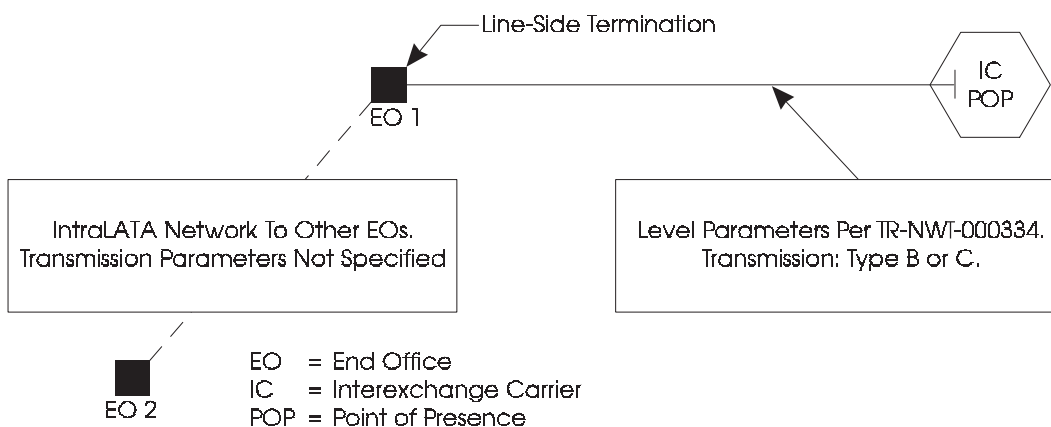 Line-Side Termination
IC
POP
EO 1
IntraLATA Network To Other EOs.
Transmission Parameters Not Specified
Level Parameters Per TR-NWT-000334.
Transmission: Type B or C.
EO 2
EO = End Office
IC = Interexchange Carrier
POP = Point of Presence